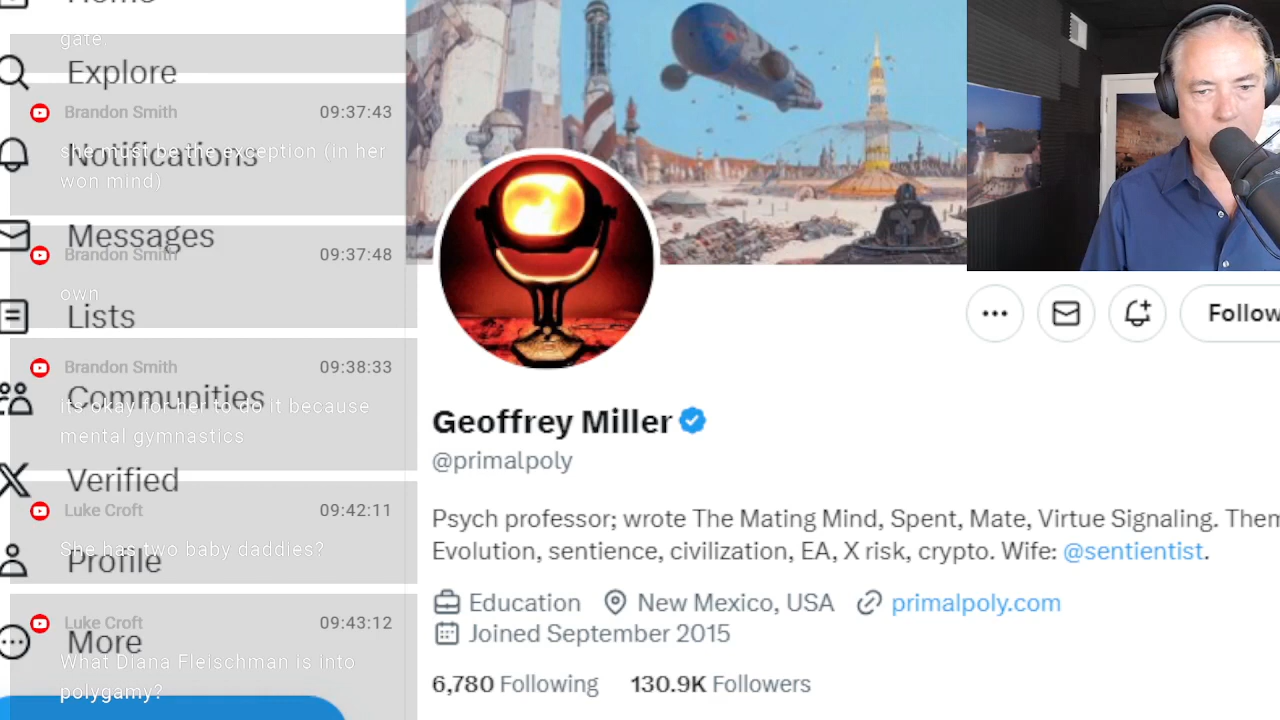 Home
gate.
Explore
Brandon Smith 09:37:43
Notifications
she must be the exception (in her
won mind)
Messages
Brandon Smith 09:37:48
own
Lists
Brandon Smith 09:38:33
Communities
its okay for her to do it because
mental gymnastics
Verified
Luke Croft 09:42:11
She has two baby daddies?
Profile
Luke Croft 09:43:12
More
What Diana Fleischman is into
polygamy?
Follow
Geoffrey Miller
@primalpoly
Psych professor; wrote The Mating Mind, Spent, Mate, Virtue Signaling. Them
Evolution, sentience, civilization, EA, X risk, crypto. Wife: @sentientist.
Education New Mexico, USA primalpoly.com
Joined September 2015
6,780 Following 130.9K Followers